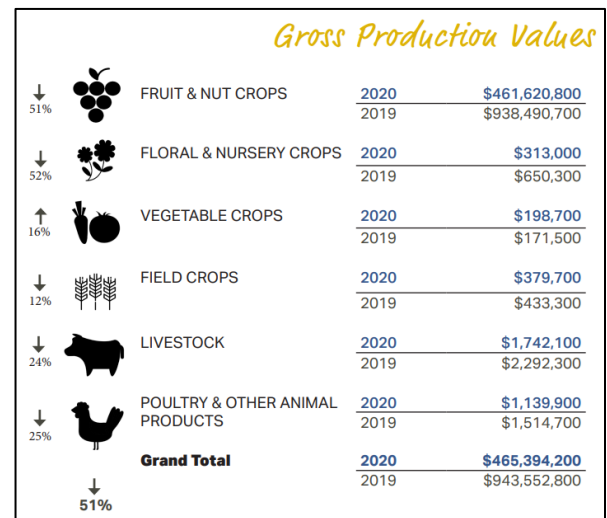 Gross Production Values
FRUIT & NUT CROPS 2020 $461,620,800
51% 2019 $938,490,700
FLORAL & NURSERY CROPS 2020 $313,000
52% 2019 $650,300
VEGETABLE CROPS 2020 $198,700
16% 2019 $171,500
FIELD CROPS 2020 $379,700
12% 2019 $433,300
LIVESTOCK 2020 $1,742,100
24% 2019 $2,292,300
POULTRY & OTHER ANIMAL 2020 $1,139,900
PRODUCTS 2019 $1,514,700
25%
Grand Total 2020 $465,394,200
2019 $943,552,800
51%